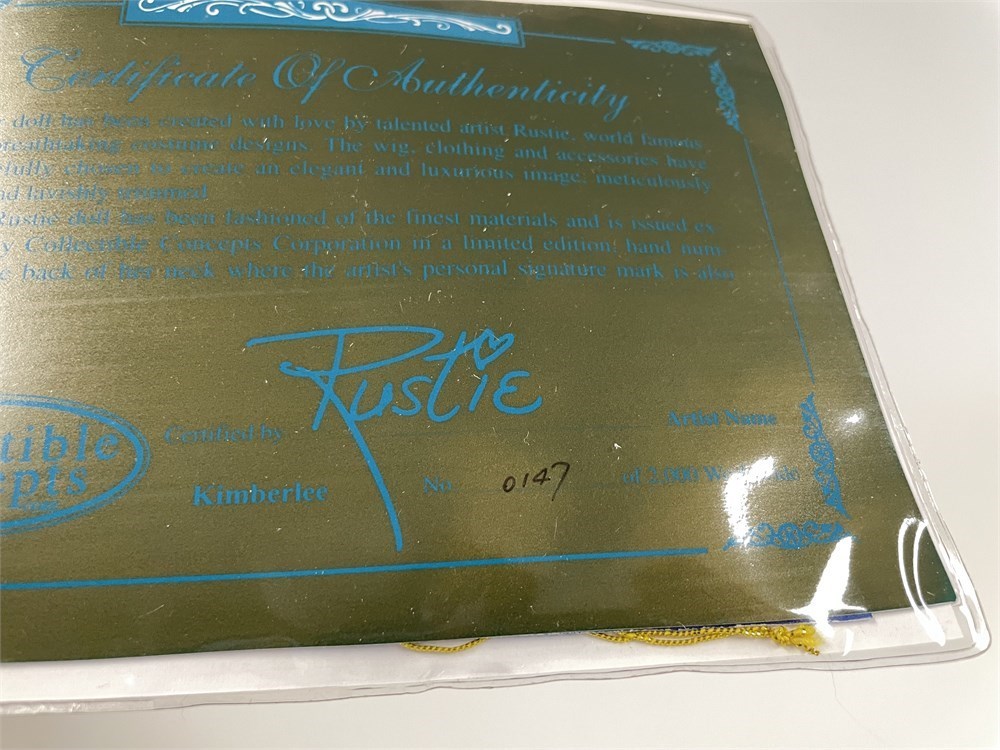 Certificate Of Authenticity
doll has been created with love by talented artist Rustie, world famous
breathtaking costume designs. The wig, clothing and accessories have
fully chosen to create an elegant and luxurious image; meticulously
nd lavishly trimmed
Rustie doll has been fashioned of the finest materials and is issued ex
y Collectible Concepts Corporation in a limited edition, hand num
e back of her neck where the artist's personal signature mark is also
Rustie
tible
cepts
Certified by
Artist Name
Kimberlee
No
0147
of 2,000